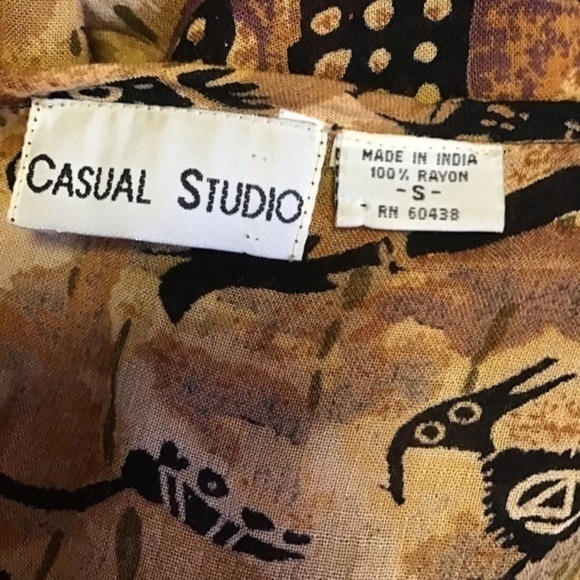 CASUAL STUDIO
MADE IN INDIA
100% RAYON
-S-
RN 60438